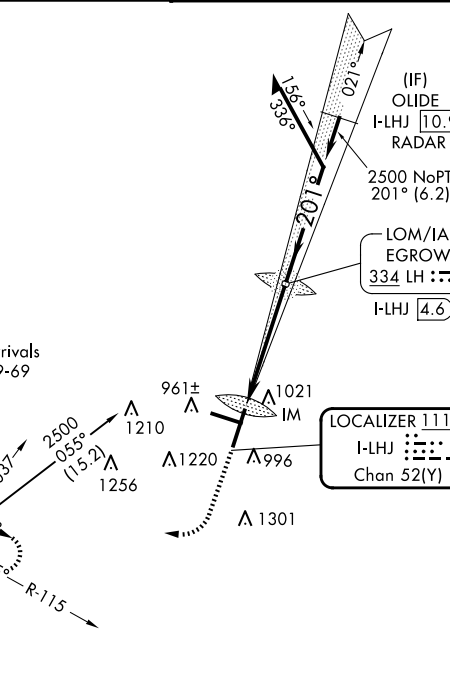 021°
(IF)
OLIDE
I-LHJ
RADAR
156°
336°
2500 NoPT
201° (6.2)
201°
LOM/IA
EGROW
334 LH
I-LHJ 4.6
rivals
9-69
961±
1021
IM
1210
LOCALIZER 111
I-LHJ
Chan 52(Y)
2500
055°
(15.2)
337
1220
996
1256
1301
R-115